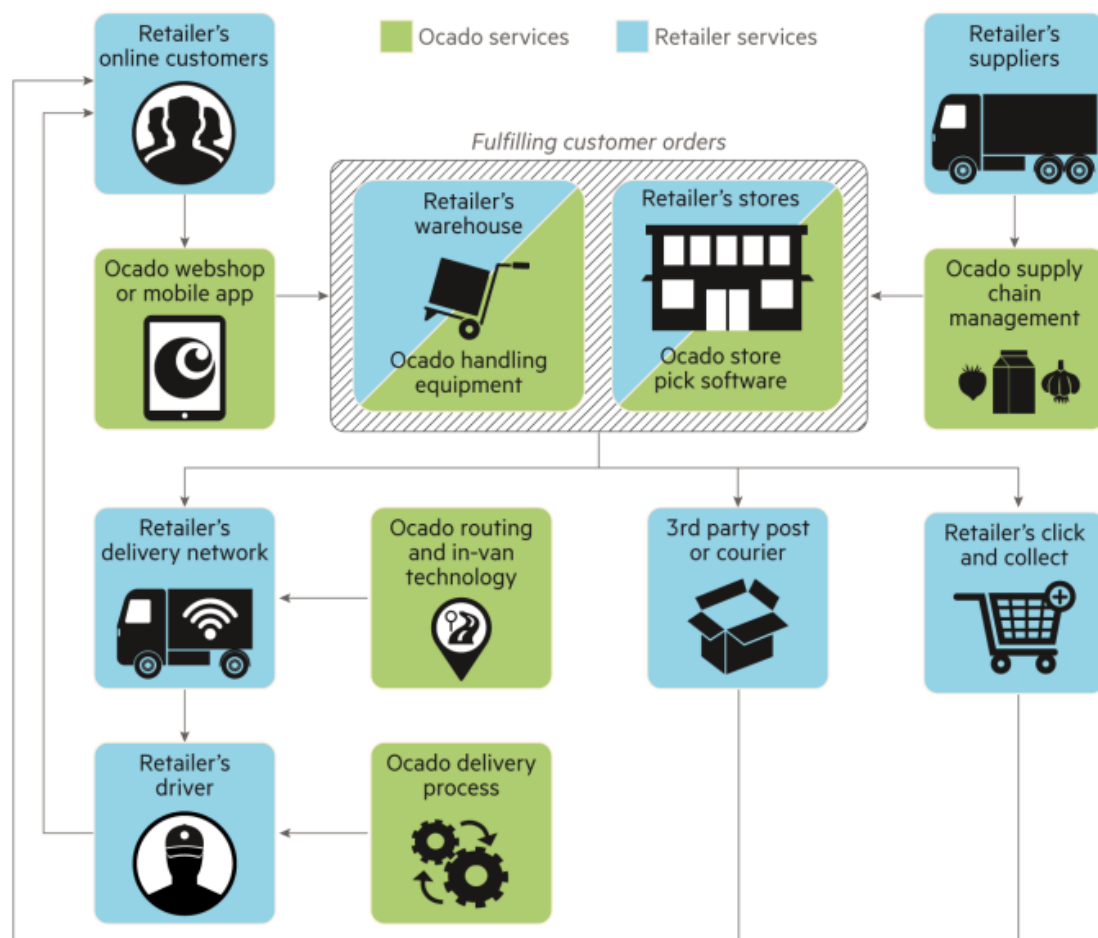 Retailer's
online customers
Ocado services
Retailer services
Retailer's
suppliers
Fulfilling customer orders
Retailer's
warehouse
Ocado handling
equipment
Retailer's stores
Ocado store
pick software
Ocado webshop
or mobile app
Ocado supply
chain
management
Retailer's
delivery network
Ocado routing
and in-van
technology
3rd party post
or courier
Retailer's click
and collect
Retailer's
driver
Ocado delivery
process